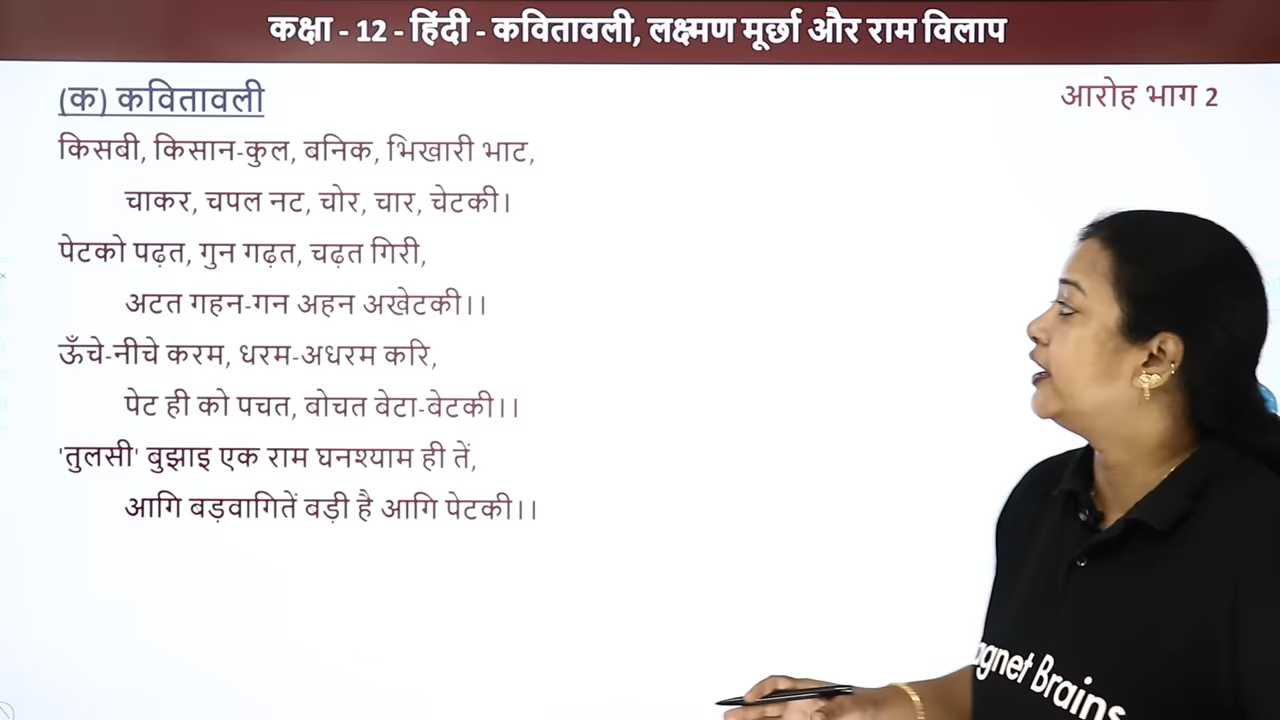 कक्षा - 12 - हिंदी - कवितावली, लक्ष्मण मूर्छा और राम विलाप
(क) कवितावली
आरोह भाग 2
किसबी, किसान-कुल, बनिक, भिखारी भाट,
चाकर, चपल नट, चोर, चार, चेटकी।
पेटको पढ़त, गुन गढ़त, चढ़त गिरी,
अटत गहन-गन अहन अखेटकी।।
ऊँचे-नीचे करम, धरम-अधरम करि,
पेट ही को पचत, बोचत वेटा-वेटकी।।
'तुलसी' बुझाइ एक राम घनश्याम ही तें,
आगि बड़वागितें बड़ी है आगि पेटकी।।
agnet Brains